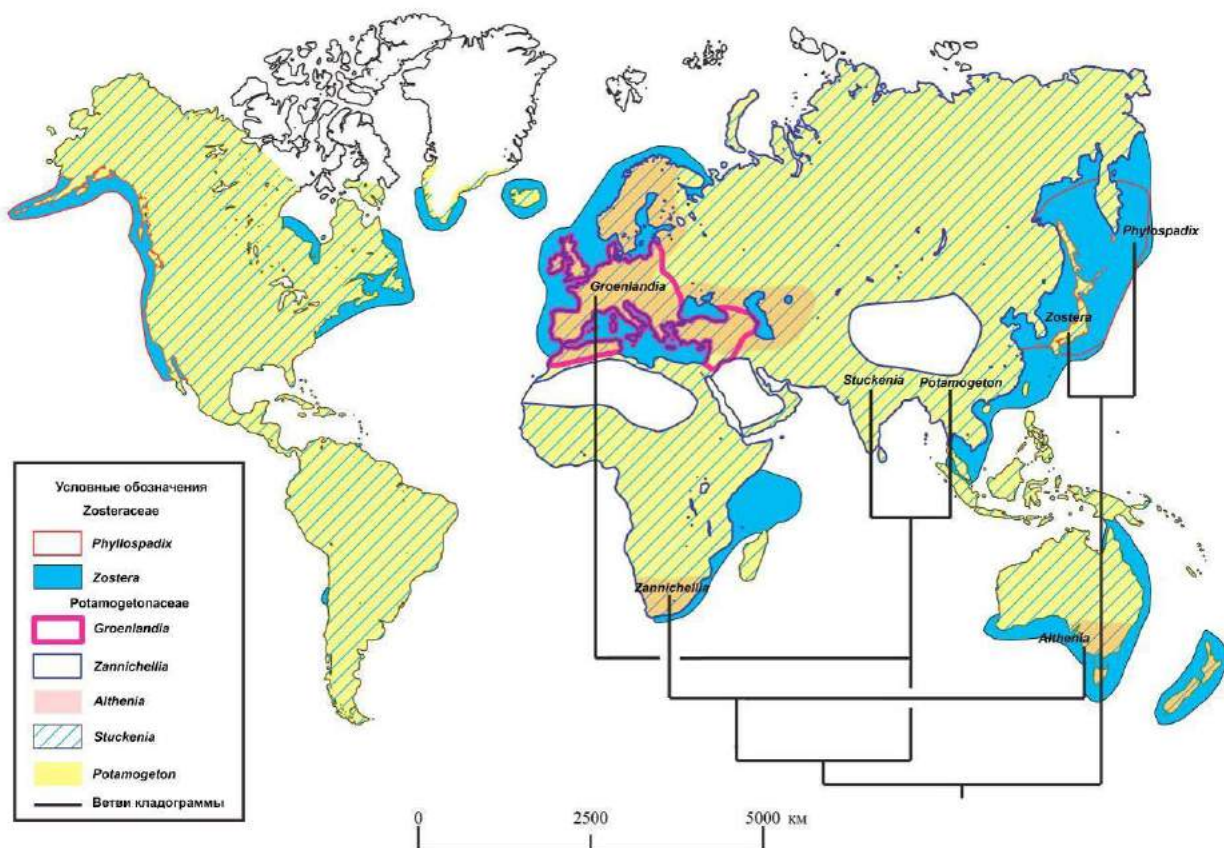 Phylospadix
Groenlandia
Zostera
Stuckenia
Potamogeton
Zannichellia
Althenia
Условные обозначения
Zosteraceae
Phyllospadix
Zostera
Potamogetonaceae
Groenlandia
Zannichellia
Althenia
Stuckenia
Potamogeton
Ветви кладограммы
0 2500 5000 км